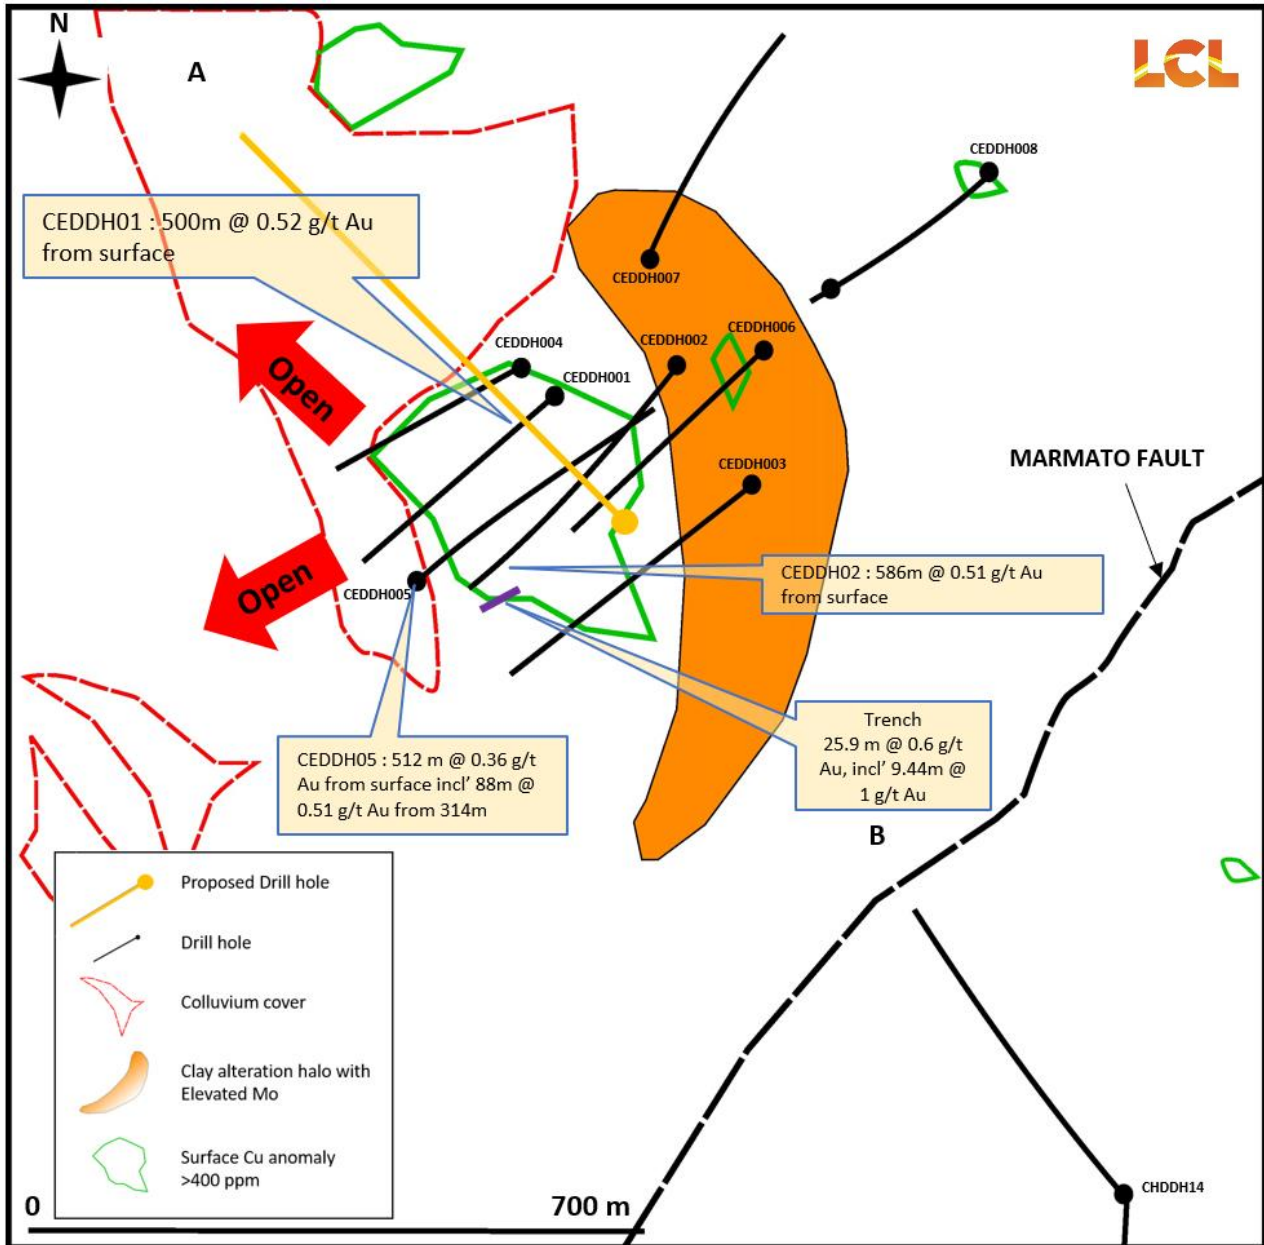 N
A
LCL
CEDDH008
CEDDH01 : 500m @ 0.52 g/t Au
from surface
CEDDH007
CEDDH006
CEDDH002
CEDDH004
CEDDH001
Open
CEDDH003
MARMATO FAULT
Open
CEDDH005
CEDDH02 : 586m @ 0.51 g/t Au
from surface
Trench
25.9 m @ 0.6 g/t
Au, incl' 9.44m @
1 g/t Au
CEDDH05 : 512 m @ 0.36 g/t
Au from surface incl' 88m @
0.51 g/t Au from 314m
B
Proposed Drill hole
Drill hole
Colluvium cover
Clay alteration halo with
Elevated Mo
Surface Cu anomaly
>400 ppm
0
700 m
CHDDH14